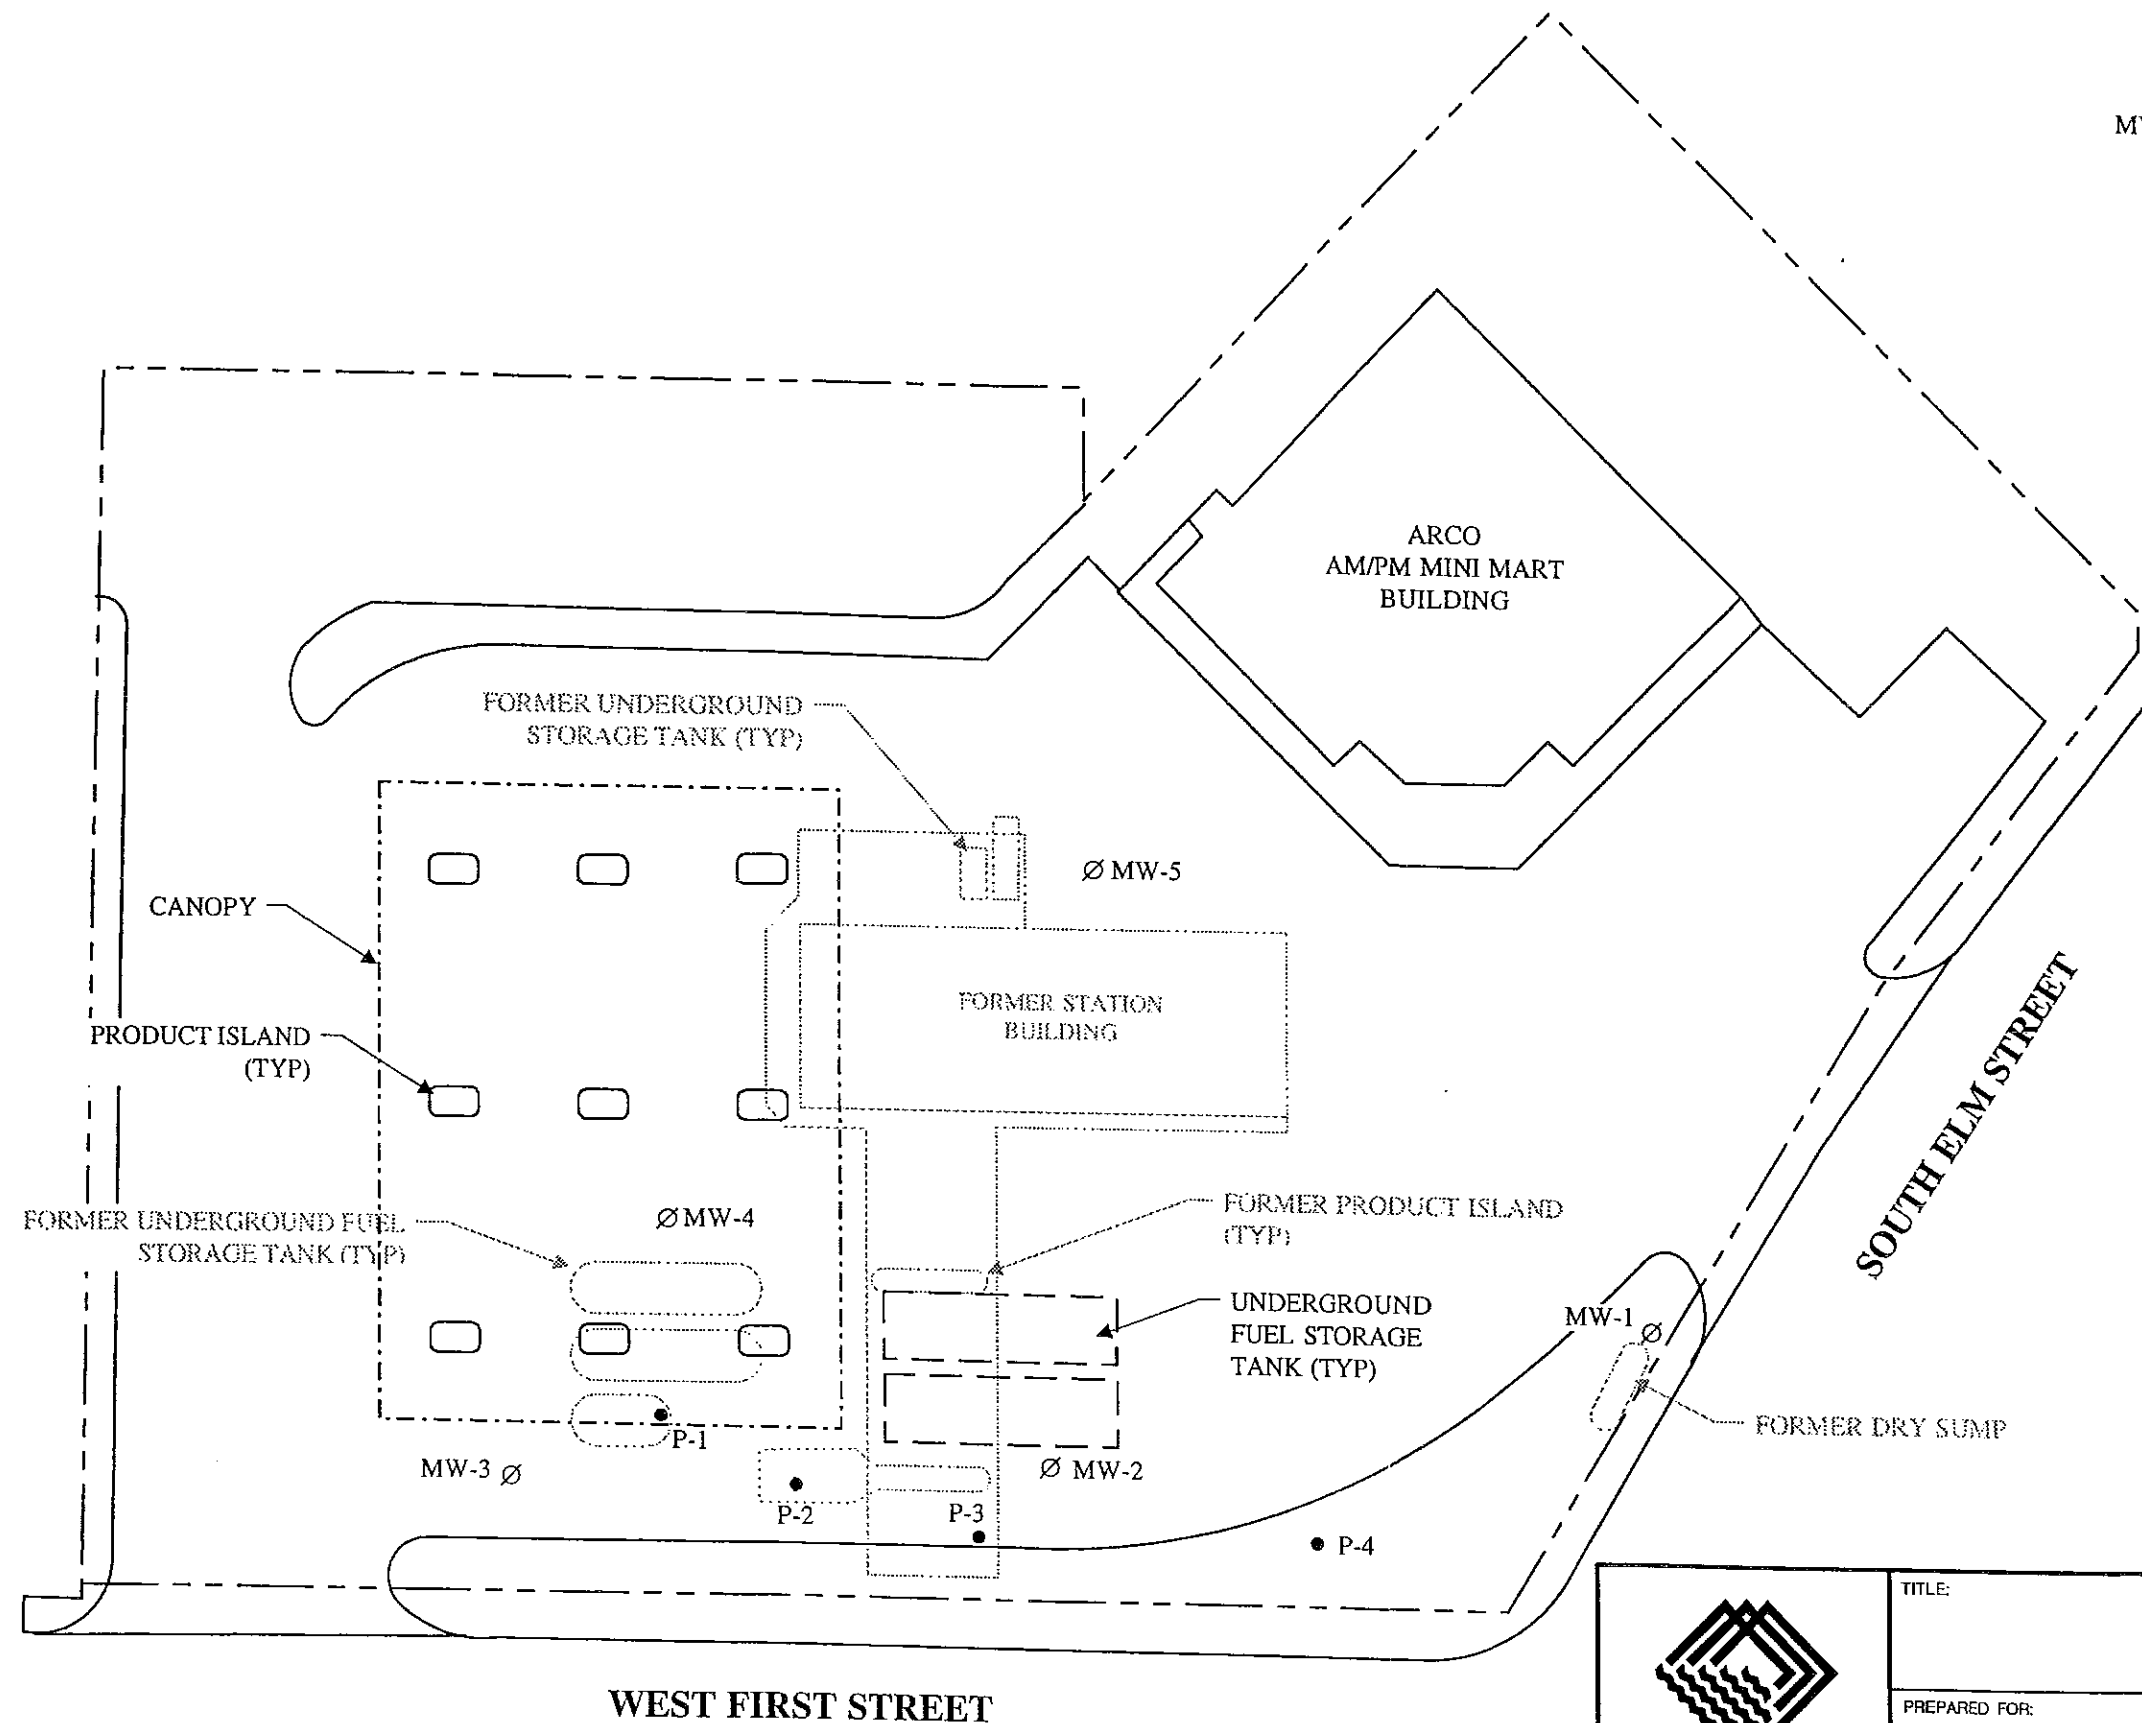 ARCO
AM/PM MINI MART
BUILDING
FORMER UNDERGROUND
STORAGE TANK (TYP)
MW-5
CANOPY
FORMER STATION
BUILDING
PRODUCT ISLAND
(TYP)
SOUTH ELM STREET
FORMER UNDERGROUND FUEL
STORAGE TANK (TYP)
MW-4
FORMER PRODUCT ISLAND
(TYP)
UNDERGROUND
FUEL STORAGE
TANK (TYP)
MW-1
FORMER DRY SUMP
P-1
MW-3
MW-2
P-2
P-3
P-4
TITLE:
PREPARED FOR:
WEST FIRST STREET